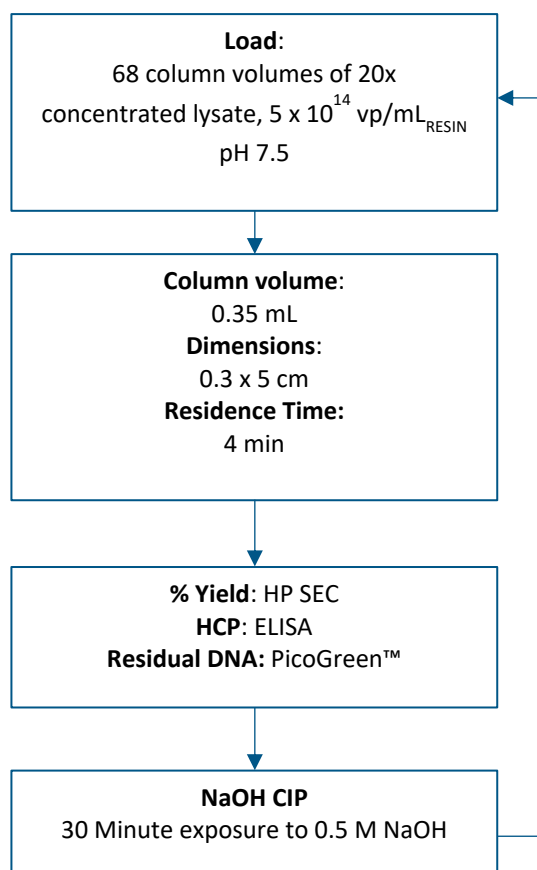 Load:
68 column volumes of 20x
concentrated lysate, 5 x 10¹⁴ vp/mL_RESIN
pH 7.5
Column volume:
0.35 mL
Dimensions:
0.3 x 5 cm
Residence Time:
4 min
% Yield: HP SEC
HCP: ELISA
Residual DNA: PicoGreen™
NaOH CIP
30 Minute exposure to 0.5 M NaOH